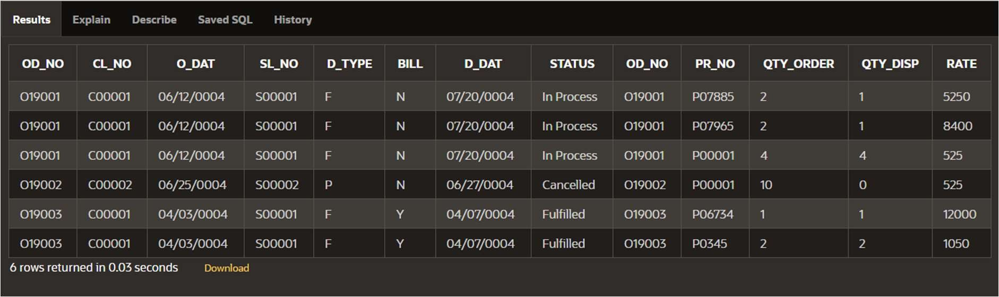 Results Explain Describe Saved SQL History
OD_NO CL_NO O_DAT SL_NO D_TYPE BILL D_DAT STATUS OD_NO PR_NO QTY_ORDER QTY_DISP RATE
O19001 C00001 06/12/0004 S00001 F N 07/20/0004 In Process O19001 P07885 2 1 5250
O19001 C00001 06/12/0004 S00001 F N 07/20/0004 In Process O19001 P07965 2 1 8400
O19001 C00001 06/12/0004 S00001 F N 07/20/0004 In Process O19001 P00001 4 4 525
O19002 C00002 06/25/0004 S00002 P N 06/27/0004 Cancelled O19002 P00001 10 0 525
O19003 C00001 04/03/0004 S00001 F Y 04/07/0004 Fulfilled O19003 P06734 1 1 12000
O19003 C00001 04/03/0004 S00001 F Y 04/07/0004 Fulfilled O19003 P0345 2 2 1050
6 rows returned in 0.03 seconds Download